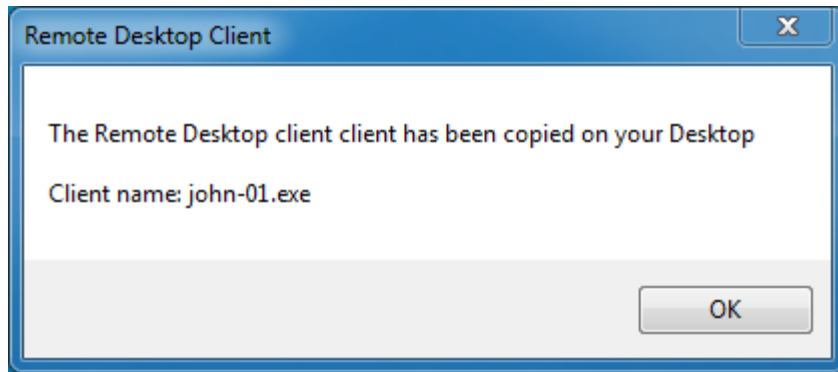 Remote Desktop Client
The Remote Desktop client client has been copied on your Desktop
Client name: john-01.exe
OK